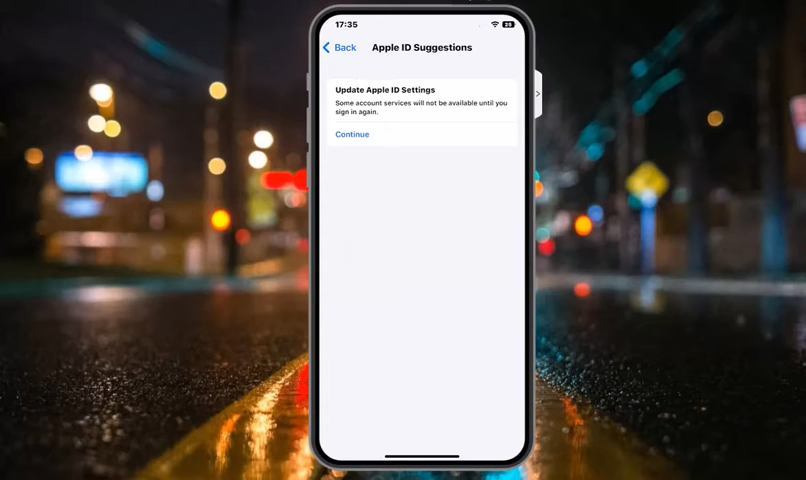 17:35
28
Back
Apple ID Suggestions
Update Apple ID Settings
Some account services will not be available until you
sign in again.
Continue